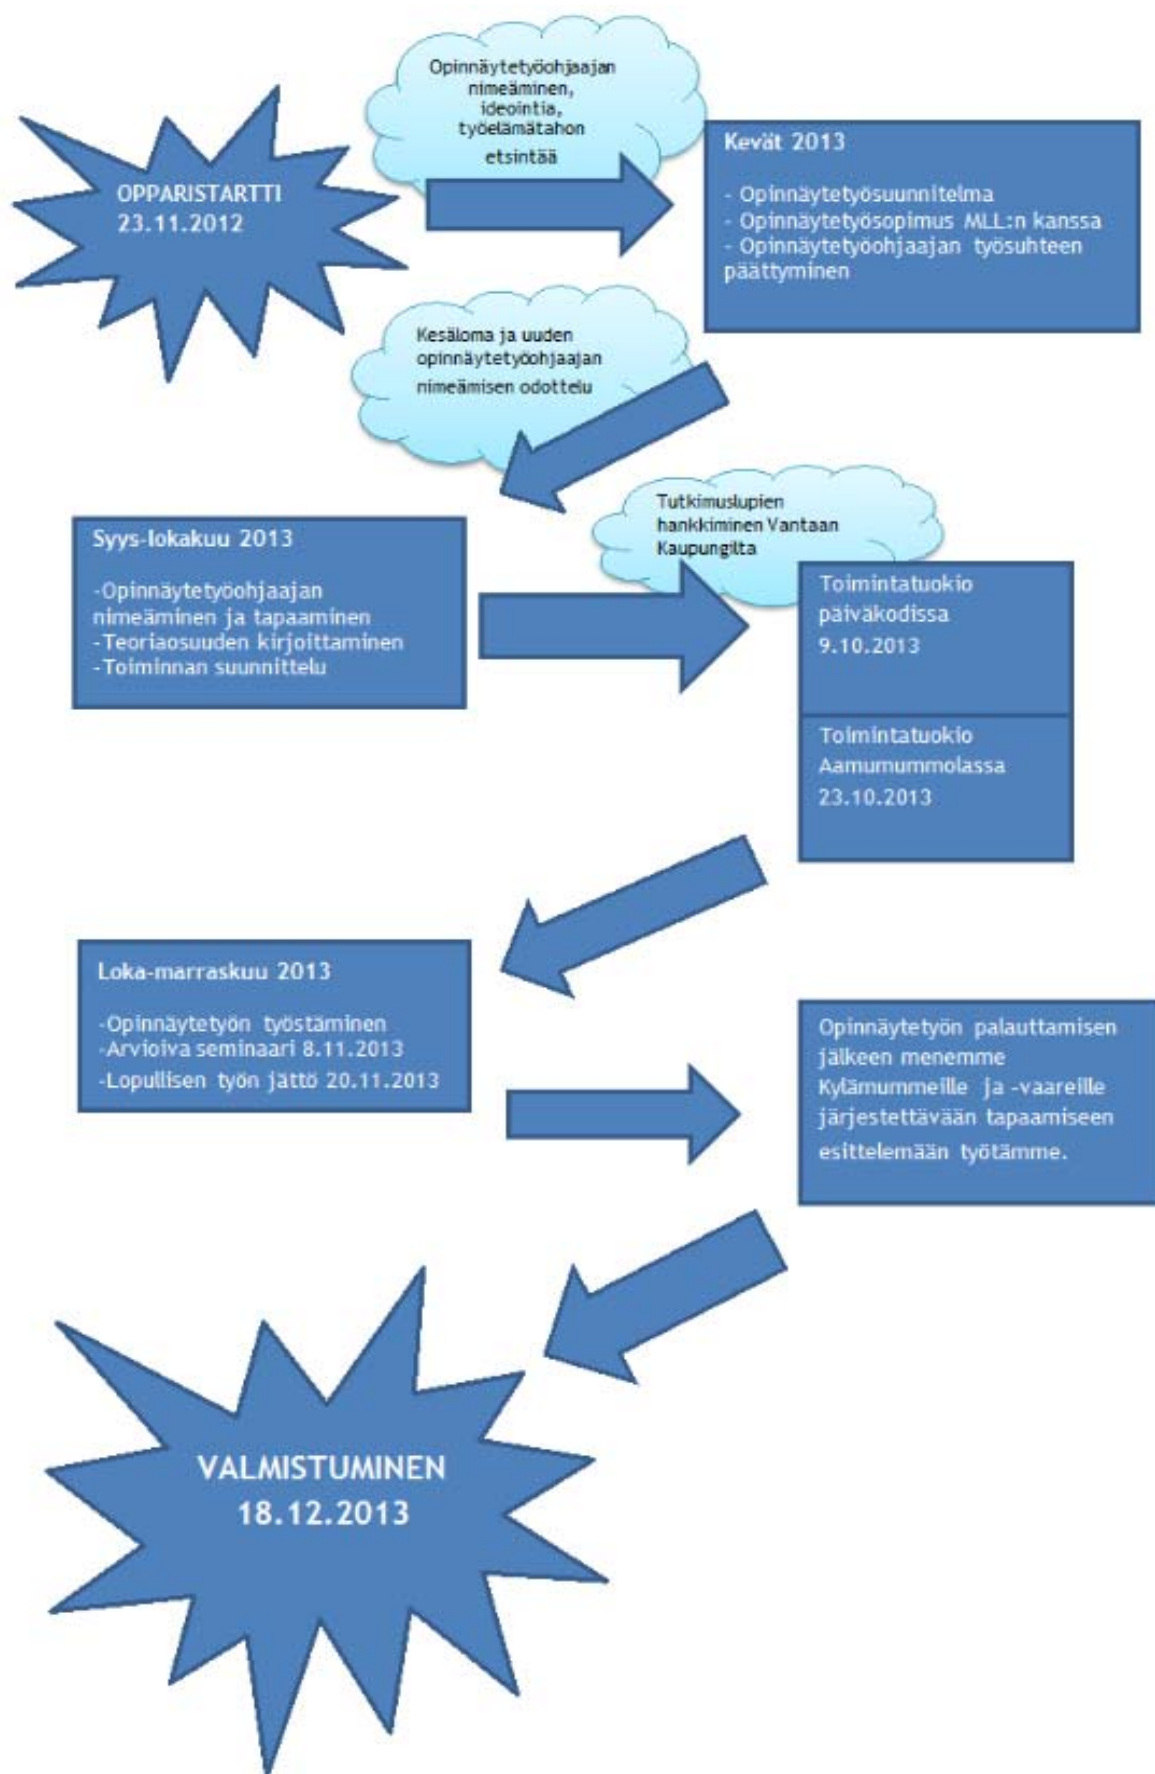 OPPARISTARTTI
23.11.2012
Opinnäytetyöohjaajan
nimeäminen,
ideointia,
työelämätahon
etsintää
Kevät 2013
- Opinnäytetyösuunnitelma
- Opinnäytetyösopimus MLL:n kanssa
- Opinnäytetyöohjaajan työsuhteen
päättyminen
Kesäloma ja uuden
opinnäytetyöohjaajan
nimeämisen odottelu
Syys-lokakuu 2013
-Opinnäytetyöohjaajan
nimeäminen ja tapaaminen
-Teoriaosuuden kirjoittaminen
-Toiminnan suunnittelu
Tutkimuslupien
hankkiminen Vantaan
Kaupungilta
Toimintatuokio
päiväkodissa
9.10.2013
Toimintatuokio
Aamumummolassa
23.10.2013
Loka-marraskuu 2013
-Opinnäytetyön työstäminen
-Arvioiva seminaari 8.11.2013
-Lopullisen työn jättö 20.11.2013
Opinnäytetyön palauttamisen
jälkeen menemme
Kylämummeille ja -vaareille
järjestettävään tapaamiseen
esittelemään työtämme.
VALMISTUMINEN
18.12.2013